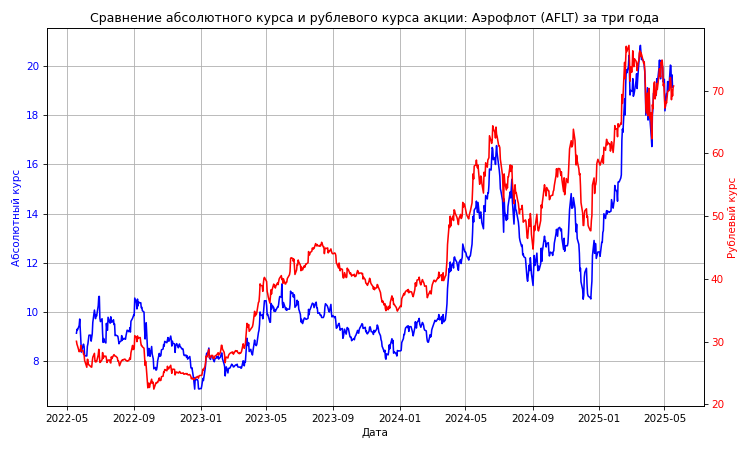 Сравнение абсолютного курса и рублевого курса акции: Аэрофлот (AFLT) за три года
Абсолютный курс
20
18
16
14
12
10
8
70
60
50
40
30
20
Рублевый курс
2022-05 2022-09 2023-01 2023-05 2023-09 2024-01 2024-05 2024-09 2025-01 2025-05
Дата